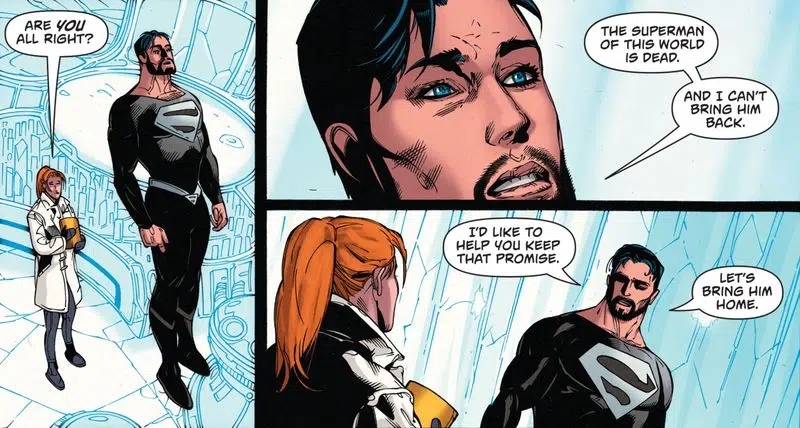 ARE YOU
ALL RIGHT?
THE SUPERMAN
OF THIS WORLD
IS DEAD.
AND I CAN'T
BRING HIM
BACK.
I'D LIKE TO
HELP YOU KEEP
THAT PROMISE.
LET'S
BRING HIM
HOME.